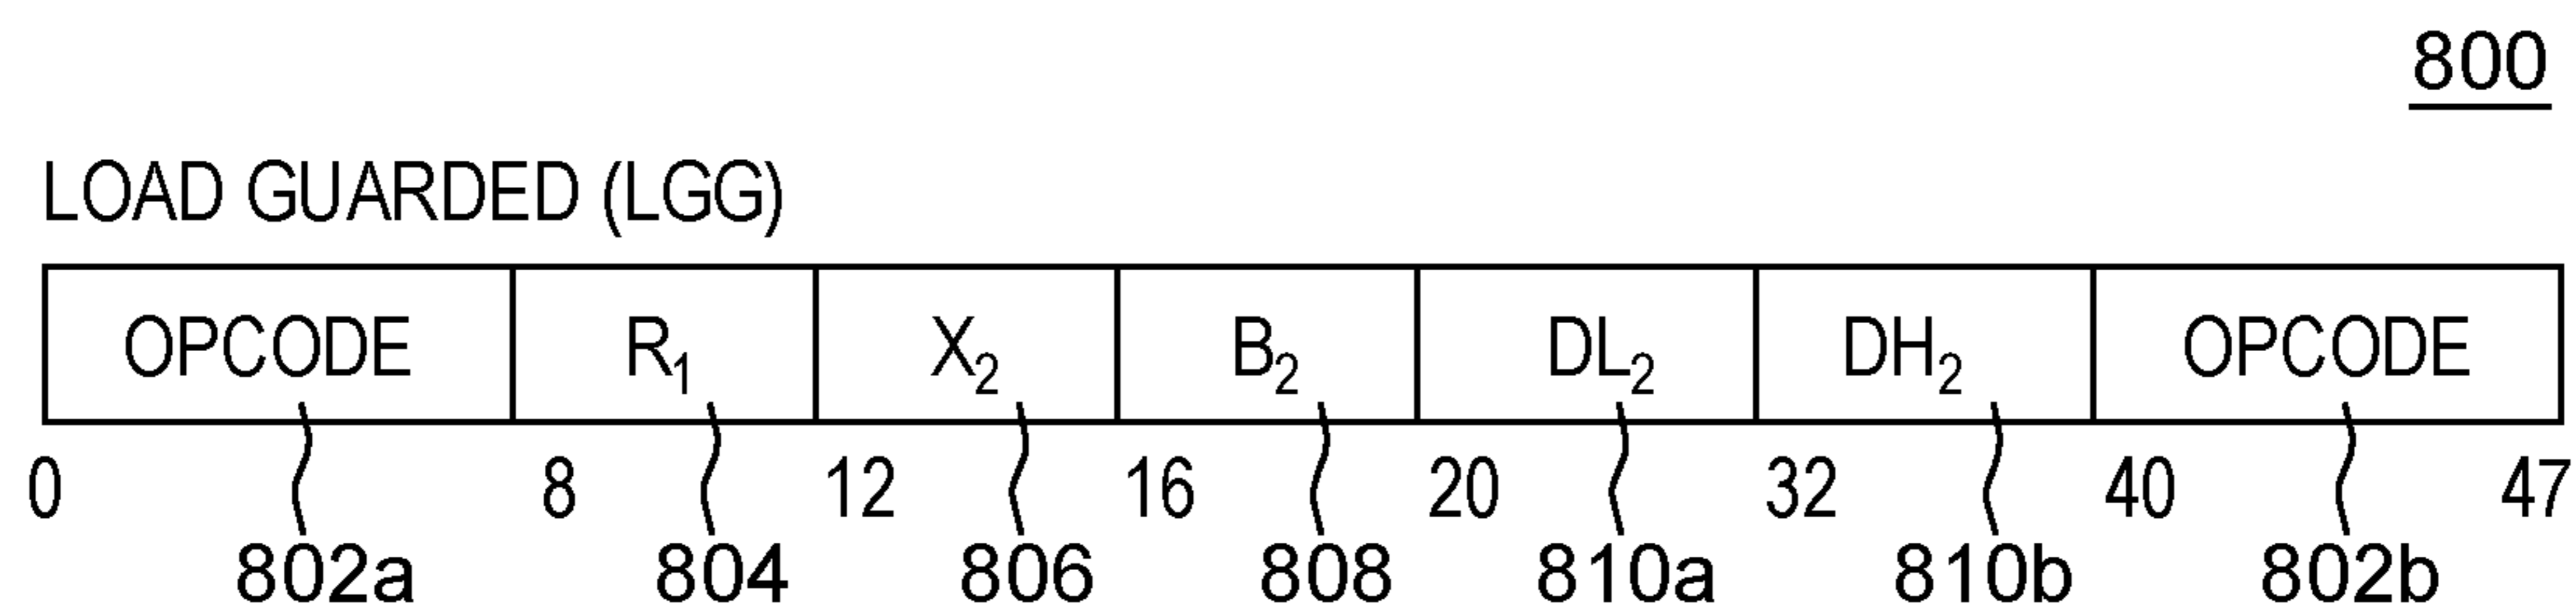 800
LOAD GUARDED (LGG)
OPCODE R₁ X₂ B₂ DL₂ DH₂ OPCODE
0 8 12 16 20 32 40 47
802a 804 806 808 810a 810b 802b